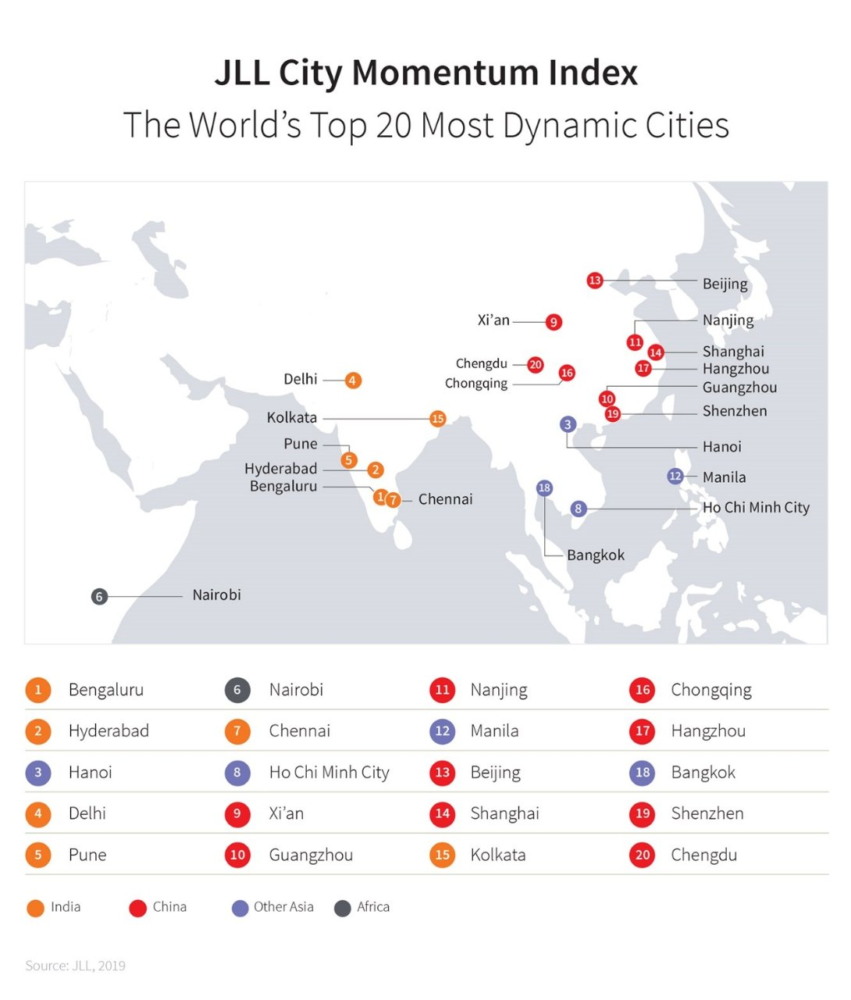 JLL City Momentum Index
The World's Top 20 Most Dynamic Cities
13 Beijing
Xi'an 9
Nanjing
11
14 Shanghai
Chengdu 20
17 Hangzhou
16
Chongqing
Delhi 4
Guangzhou
10
Shenzhen
19
Kolkata 15
3
Pune
Hanoi
5
Hyderabad 2
12 Manila
Bengaluru
18
1 7 Chennai
8 Ho Chi Minh City
Bangkok
6 Nairobi
1 Bengaluru 6 Nairobi 11 Nanjing 16 Chongqing
2 Hyderabad 7 Chennai 12 Manila 17 Hangzhou
3 Hanoi 8 Ho Chi Minh City 13 Beijing 18 Bangkok
4 Delhi 9 Xi'an 14 Shanghai 19 Shenzhen
5 Pune 10 Guangzhou 15 Kolkata 20 Chengdu
India China Other Asia Africa
Source: JLL, 2019